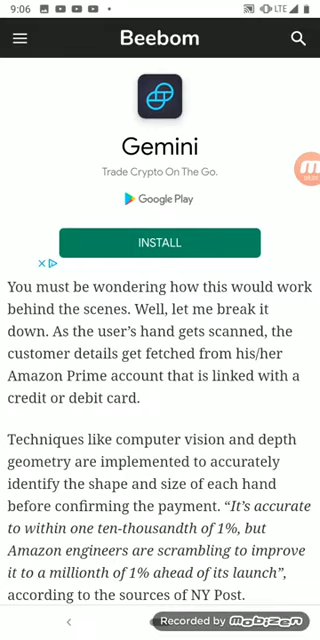 9:06 LTE
Beebom
Gemini
Trade Crypto On The Go.
Google Play
INSTALL
You must be wondering how this would work
behind the scenes. Well, let me break it
down. As the user's hand gets scanned, the
customer details get fetched from his/her
Amazon Prime account that is linked with a
credit or debit card.
Techniques like computer vision and depth
geometry are implemented to accurately
identify the shape and size of each hand
before confirming the payment. “It's accurate
to within one ten-thousandth of 1%, but
Amazon engineers are scrambling to improve
it to a millionth of 1% ahead of its launch”,
according to the sources of NY Post.
Recorded by mobizen